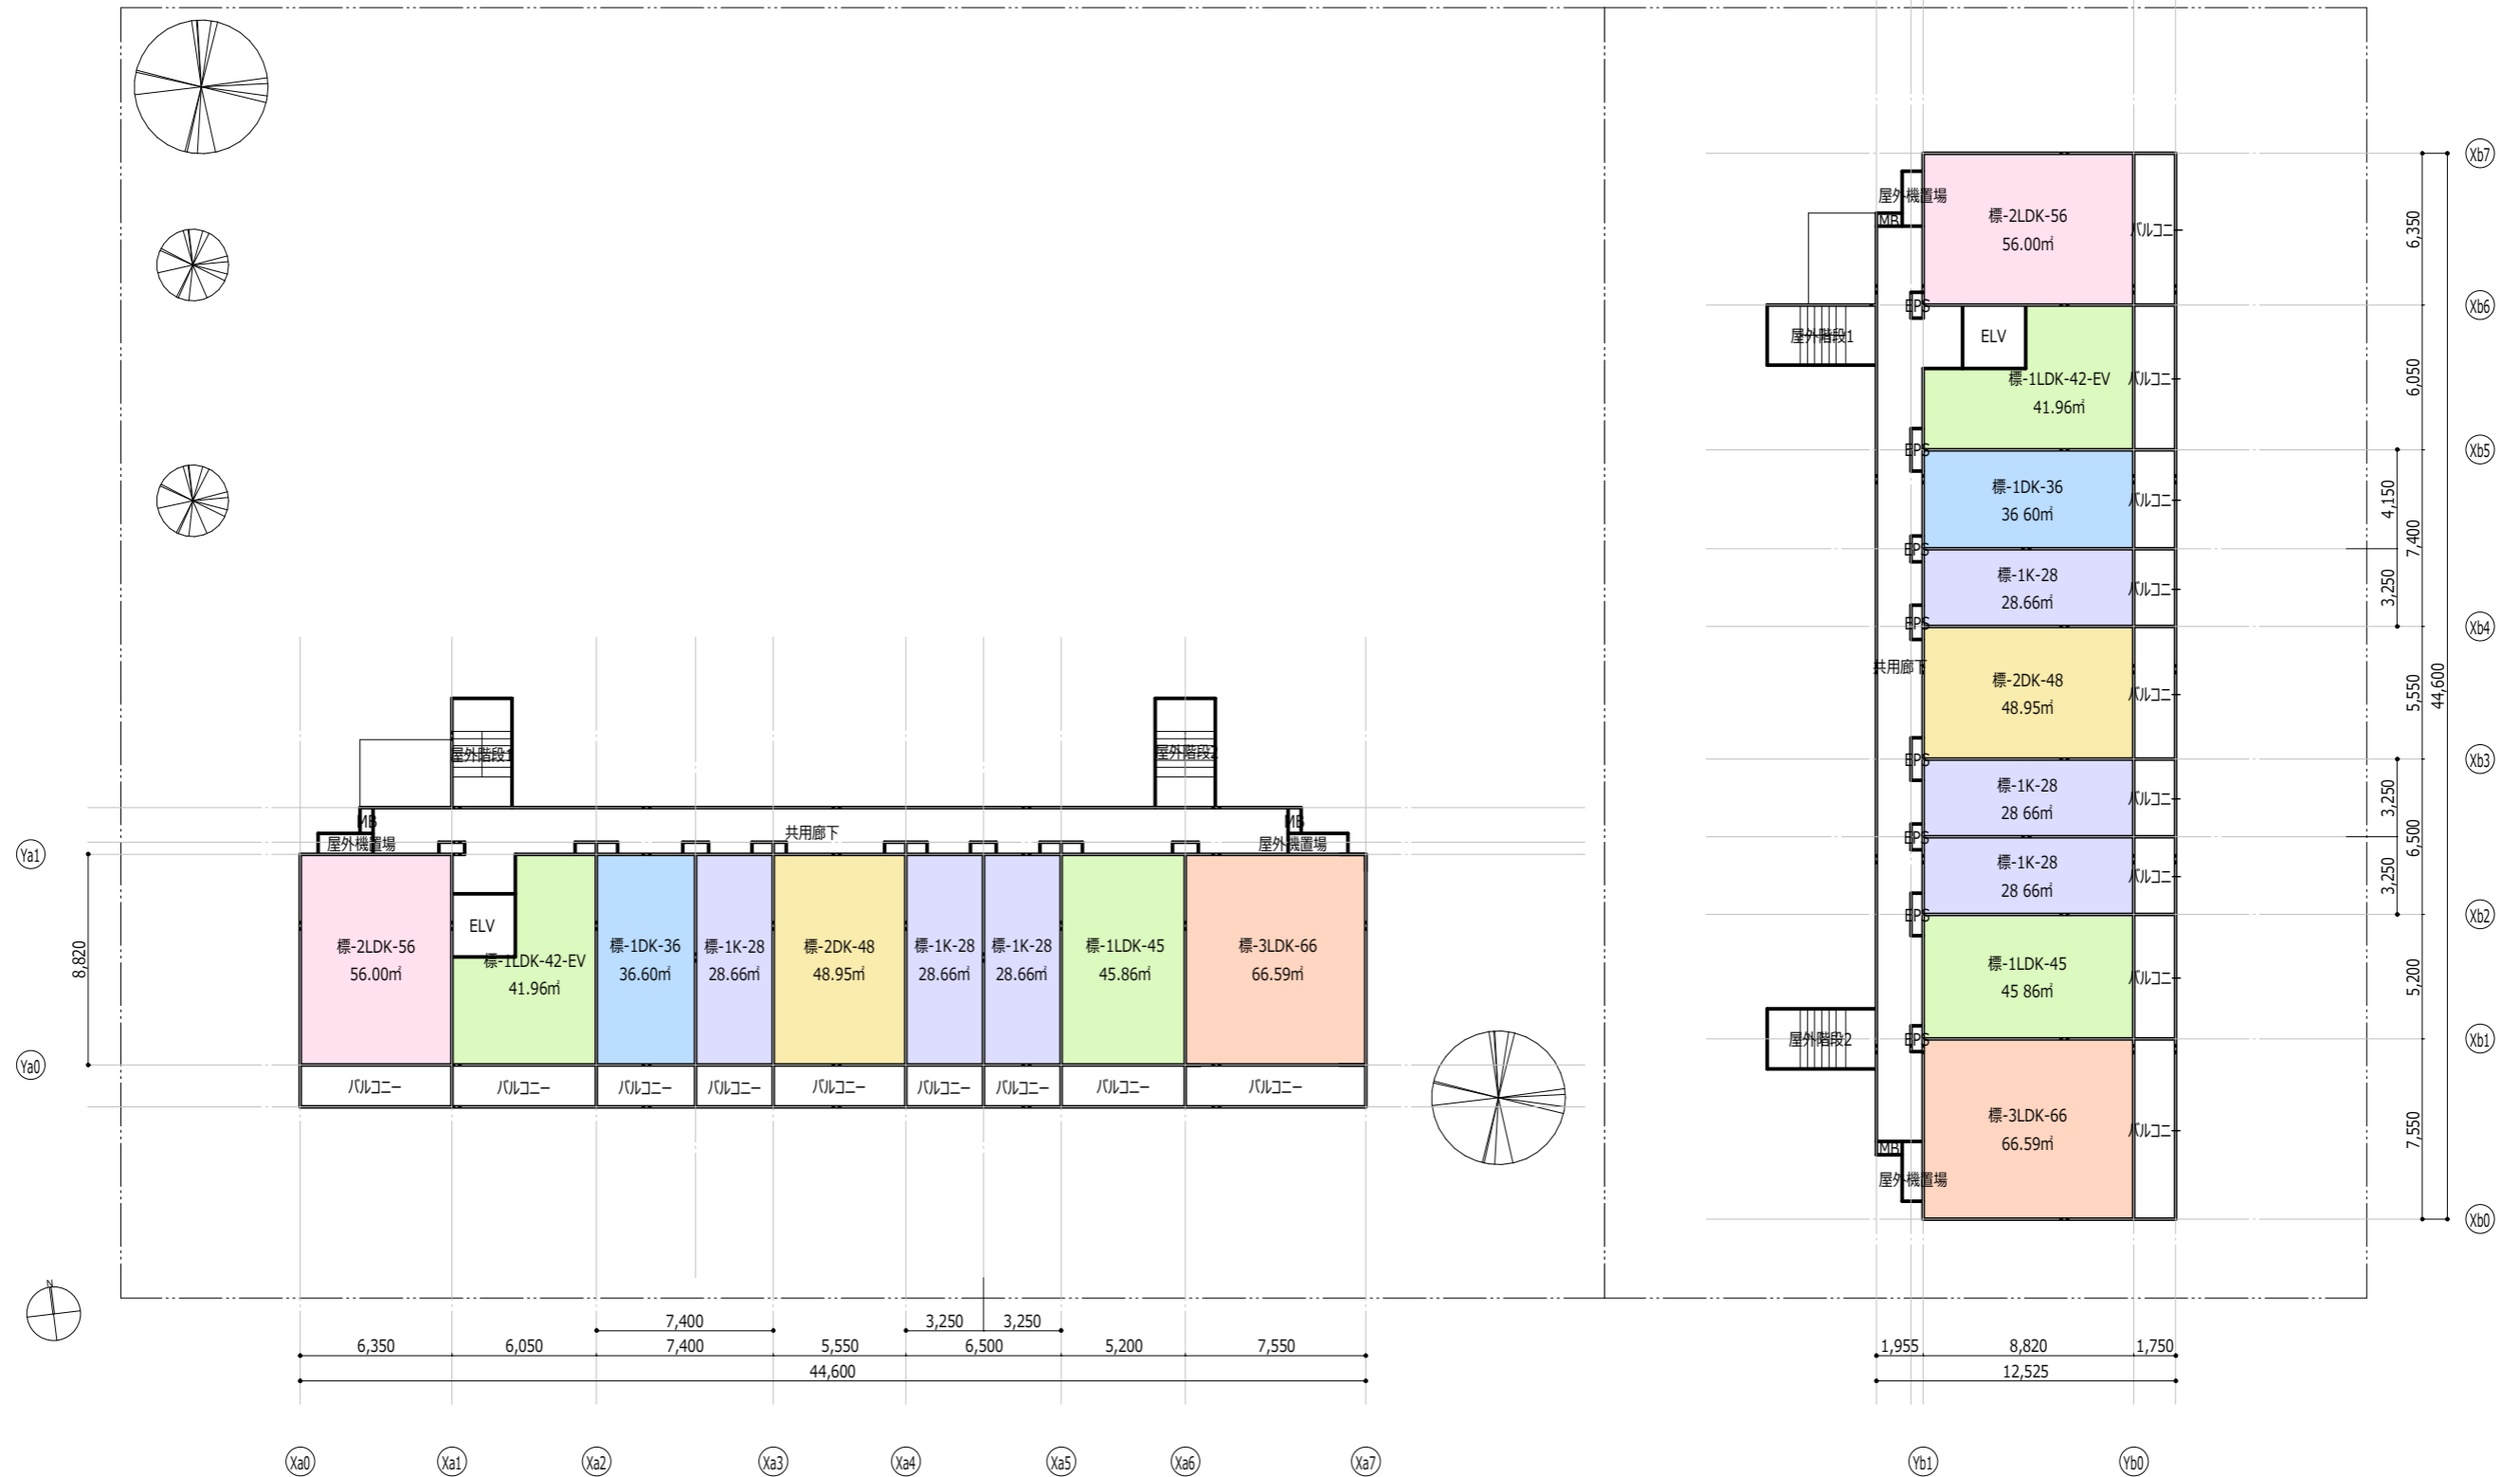 Xb7
屋外機置場
MB
標-2LDK-56
56.00㎡
バルコニー
6,350
EPS
Xb6
屋外階段1
ELV
標-1LDK-42-EV
41.96㎡
バルコニー
6,050
EPS
Xb5
標-1DK-36
36 60㎡
バルコニー
4,150
7,400
EPS
標-1K-28
28.66㎡
バルコニー
3,250
EPS
Xb4
共用廊下
標-2DK-48
48.95㎡
バルコニー
5,550
44,600
EPS
Xb3
標-1K-28
28 66㎡
バルコニー
3,250
6,500
EPS
標-1K-28
28 66㎡
バルコニー
3,250
EPS
Xb2
標-1LDK-45
45 86㎡
バルコニー
5,200
屋外階段2
EPS
Xb1
標-3LDK-66
66.59㎡
バルコニー
7,550
MB
屋外機置場
Xb0
屋外階段1
屋外階段2
MB
共用廊下
MB
屋外機置場
屋外機置場
Ya1
8,820
Ya0
ELV
標-2LDK-56
56.00㎡
標-1LDK-42-EV
41.96㎡
標-1DK-36
36.60㎡
標-1K-28
28.66㎡
標-2DK-48
48.95㎡
標-1K-28
28.66㎡
標-1K-28
28.66㎡
標-1LDK-45
45.86㎡
標-3LDK-66
66.59㎡
バルコニー
バルコニー
バルコニー
バルコニー
バルコニー
バルコニー
バルコニー
バルコニー
バルコニー
N
7,400
3,250
3,250
6,350
6,050
7,400
5,550
6,500
5,200
7,550
44,600
1,955
8,820
1,750
12,525
Xa0
Xa1
Xa2
Xa3
Xa4
Xa5
Xa6
Xa7
Yb1
Yb0